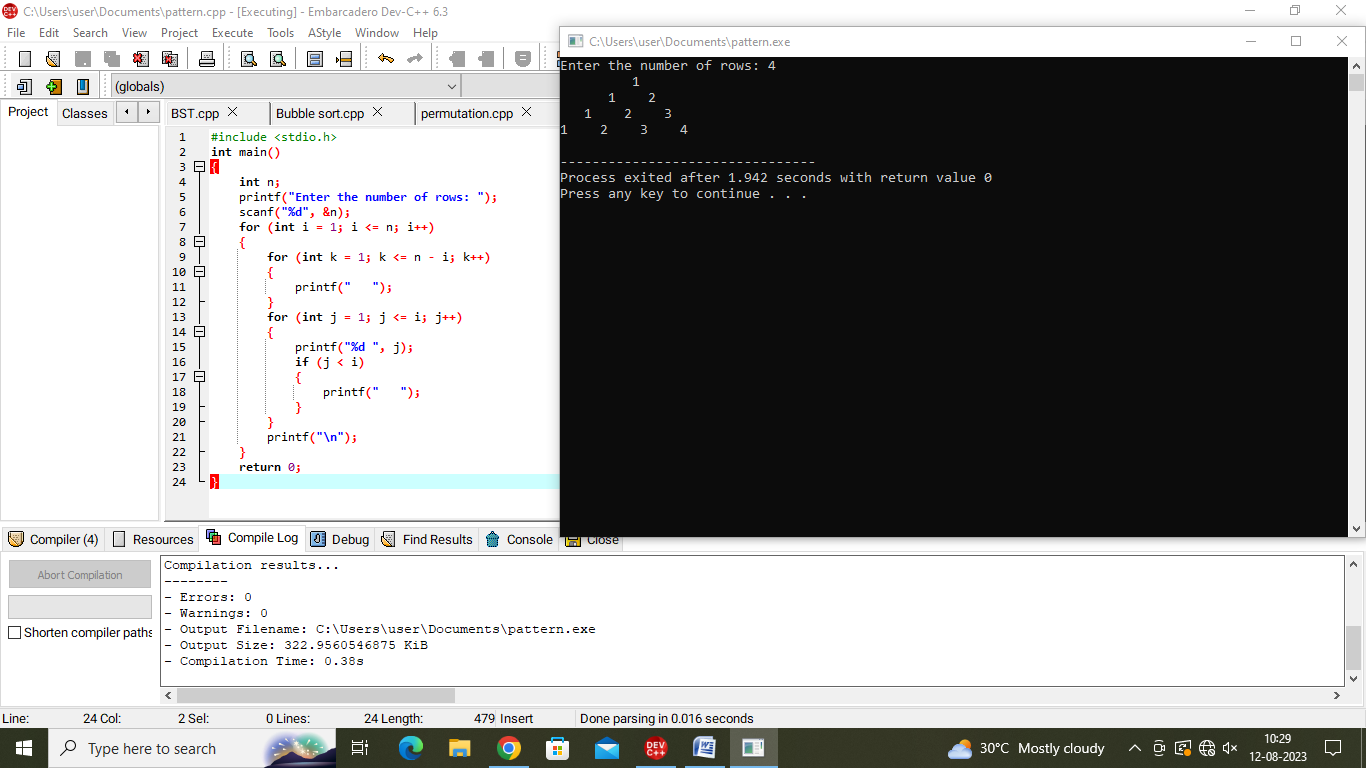 C:\Users\user\Documents\pattern.cpp - [Executing] - Embarcadero Dev-C++ 6.3
File Edit Search View Project Execute Tools AStyle Window Help
(globals)
Project Classes
BST.cpp Bubble sort.cpp permutation.cpp
1 #include <stdio.h>
2 int main()
3 {
4 int n;
5 printf("Enter the number of rows: ");
6 scanf("%d", &n);
7 for (int i = 1; i <= n; i++)
8 {
9 for (int k = 1; k <= n - i; k++)
10 {
11 printf("   ");
12 }
13 for (int j = 1; j <= i; j++)
14 {
15 printf("%d ", j);
16 if (j < i)
17 {
18 printf("   ");
19 }
20 }
21 printf("\n");
22 }
23 return 0;
24 }
C:\Users\user\Documents\pattern.exe
Enter the number of rows: 4
         1
      1    2
   1    2    3
1    2    3    4
--------------------------------
Process exited after 1.942 seconds with return value 0
Press any key to continue . . .
Compiler (4) Resources Compile Log Debug Find Results Console Close
Abort Compilation
Shorten compiler paths
Compilation results...
--------
- Errors: 0
- Warnings: 0
- Output Filename: C:\Users\user\Documents\pattern.exe
- Output Size: 322.9560546875 KiB
- Compilation Time: 0.38s
Line: 24 Col: 2 Sel: 0 Lines: 24 Length: 479 Insert Done parsing in 0.016 seconds
Type here to search
DEV C++
30°C Mostly cloudy
10:29
12-08-2023